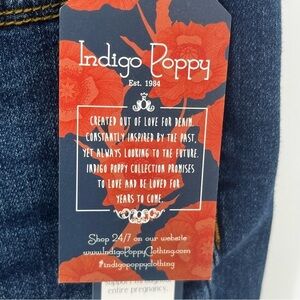 Indigo Poppy
Est. 1984
CREATED OUT OF LOVE FOR DENIM.
CONSTANTLY INSPIRED BY THE PAST,
YET ALWAYS LOOKING TO THE FUTURE.
INDIGO POPPY COLLECTION PROMISES
TO LOVE AND BE LOVED FOR
YEARS TO COME.
Shop 24/7 on our website
www.IndigoPoppyClothing.com
#indigopoppyclothing
support throughout
entire pregnancy.